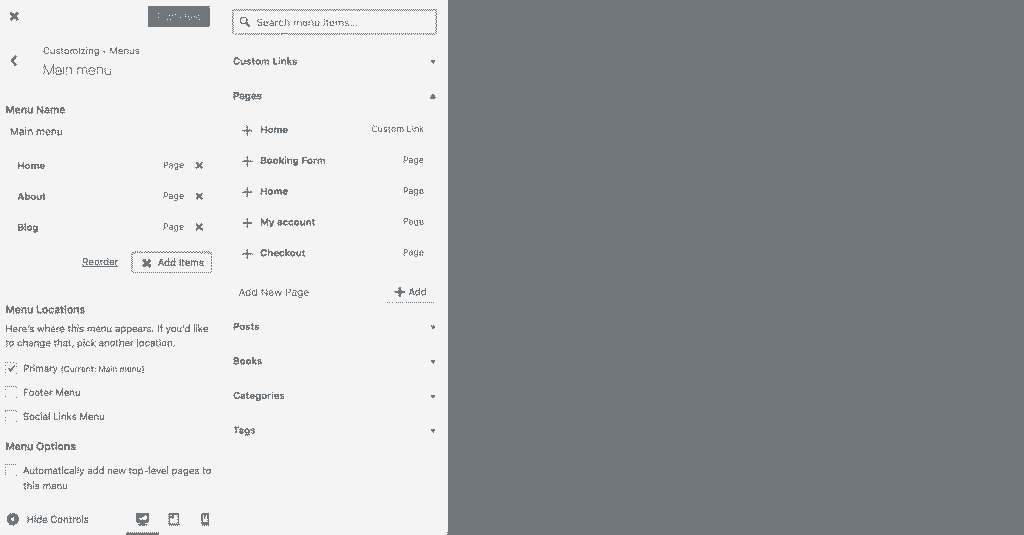 Customizing • Menus
Main menu
Menu Name
Main menu
Home Page
About Page
Blog Page
Reorder Add Items
Menu Locations
Here's where this menu appears. If you'd like
to change that, pick another location.
Primary (Current: Main menu)
Footer Menu
Social Links Menu
Menu Options
Automatically add new top-level pages to
this menu
Hide Controls
Search menu items...
Custom Links
Pages
Home Custom Link
Booking Form Page
Home Page
My account Page
Checkout Page
Add New Page Add
Posts
Books
Categories
Tags